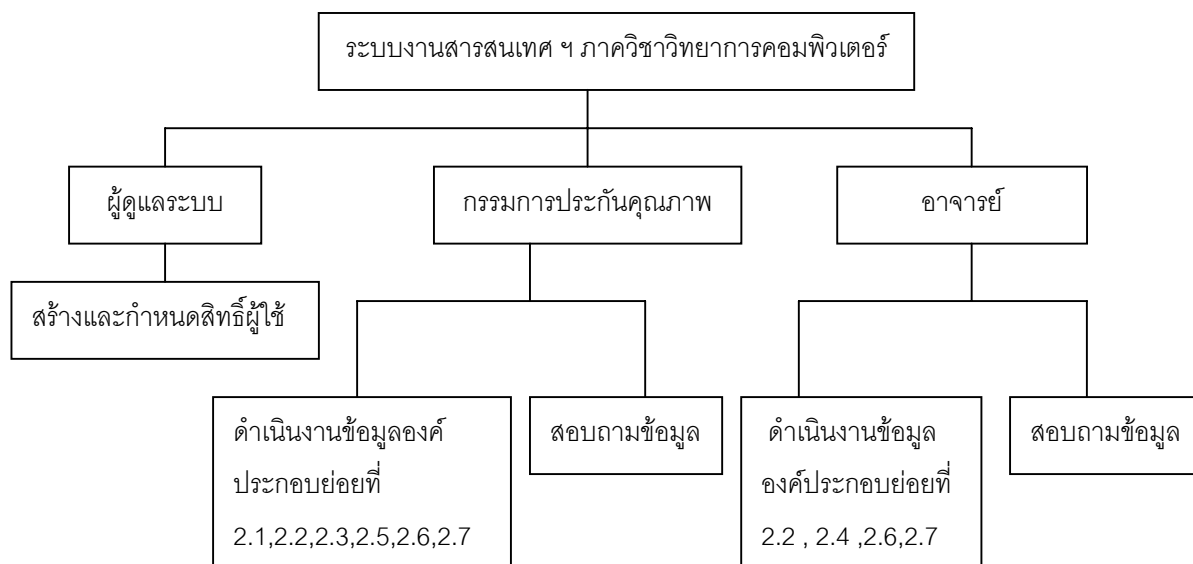 ระบบงานสารสนเทศ ฯ ภาควิชาวิทยาการคอมพิวเตอร์
ผู้ดูแลระบบ
กรรมการประกันคุณภาพ
อาจารย์
สร้างและกำหนดสิทธิ์ผู้ใช้
ดำเนินงานข้อมูลองค์
ประกอบย่อยที่
2.1,2.2,2.3,2.5,2.6,2.7
สอบถามข้อมูล
ดำเนินงานข้อมูล
องค์ประกอบย่อยที่
2.2 , 2.4 ,2.6,2.7
สอบถามข้อมูล